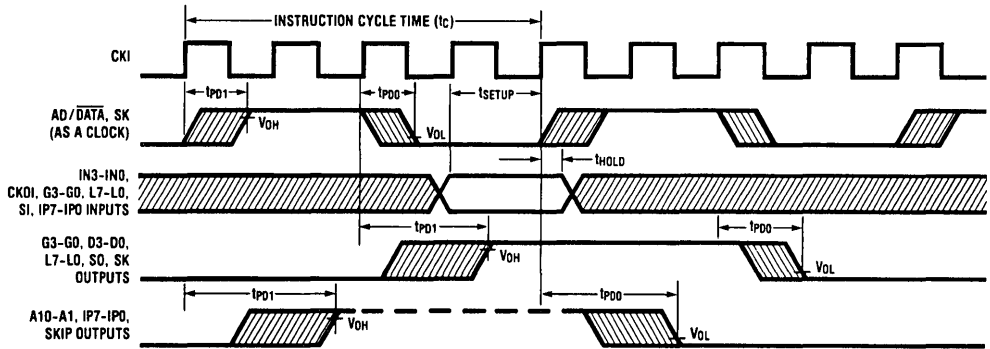 INSTRUCTION CYCLE TIME (tC)
CKI
tPD1
tPD0
tSETUP
AD/DATA, SK
(AS A CLOCK)
VOH
VOL
tHOLD
IN3-IN0,
CKOI, G3-G0, L7-L0,
SI, IP7-IP0 INPUTS
tPD1
tPD0
G3-G0, D3-D0,
L7-L0, SO, SK
OUTPUTS
VOH
VOL
tPD1
tPD0
A10-A1, IP7-IP0,
SKIP OUTPUTS
VOH
VOL